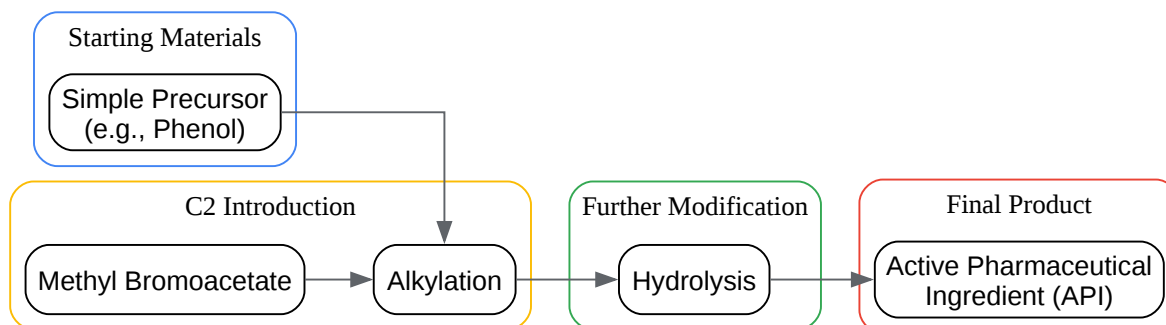 Starting Materials
Simple Precursor
(e.g., Phenol)
C2 Introduction
Methyl Bromoacetate
Alkylation
Further Modification
Hydrolysis
Final Product
Active Pharmaceutical
Ingredient (API)